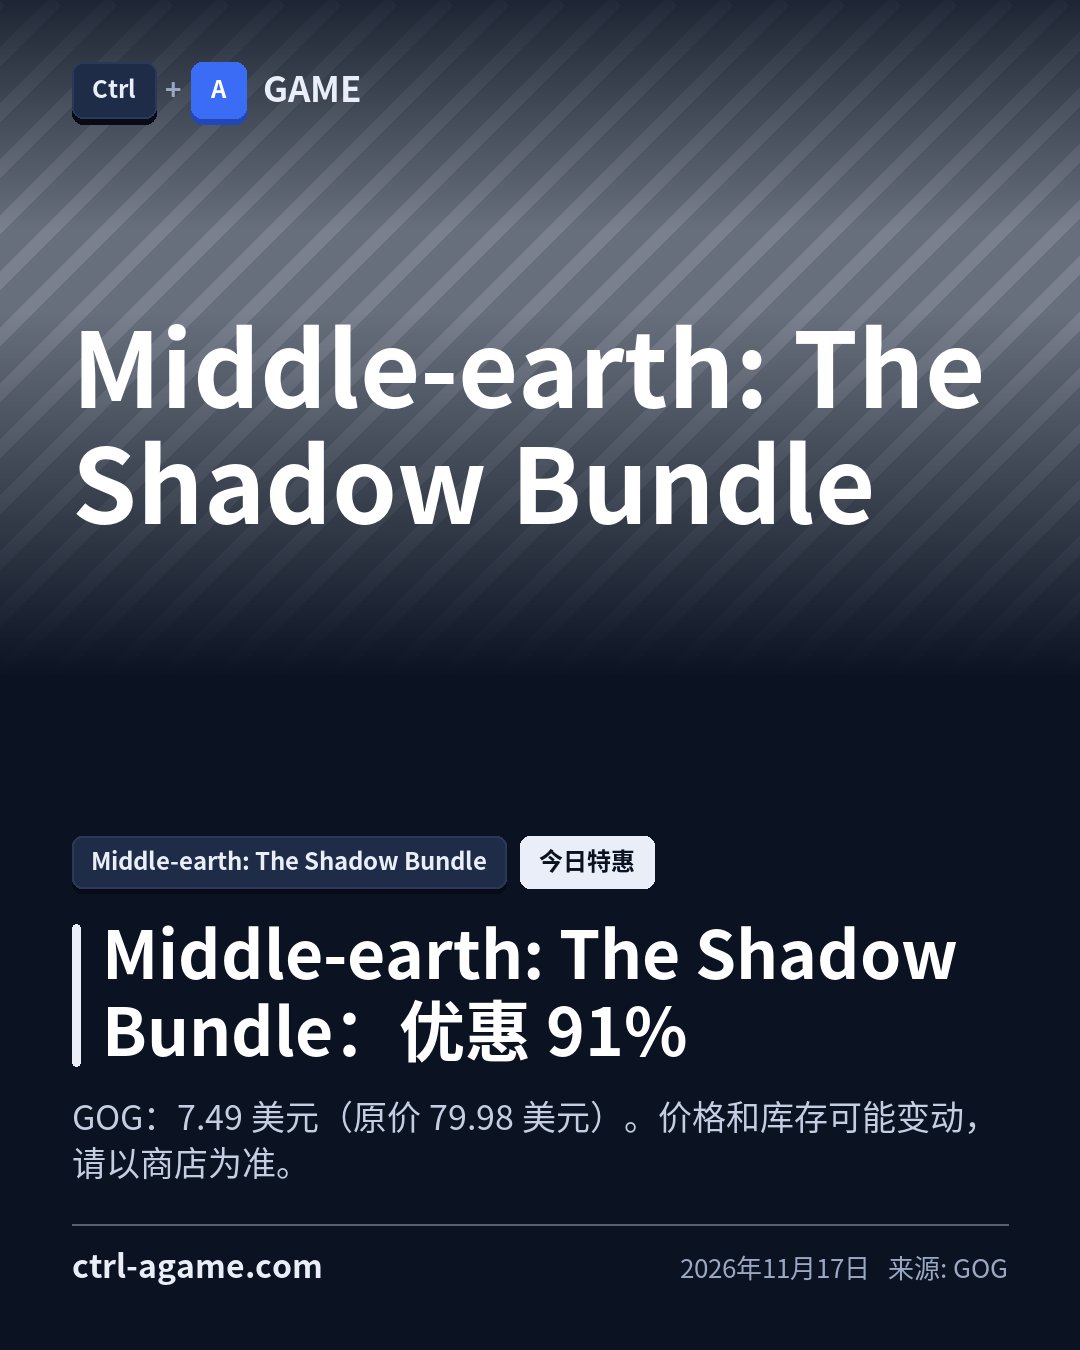 Ctrl + A GAME
Middle-earth: The
Shadow Bundle
Middle-earth: The Shadow Bundle 今日特惠
Middle-earth: The Shadow
Bundle：优惠 91%
GOG：7.49 美元（原价 79.98 美元）。价格和库存可能变动，
请以商店为准。
ctrl-agame.com 2026年11月17日 来源: GOG